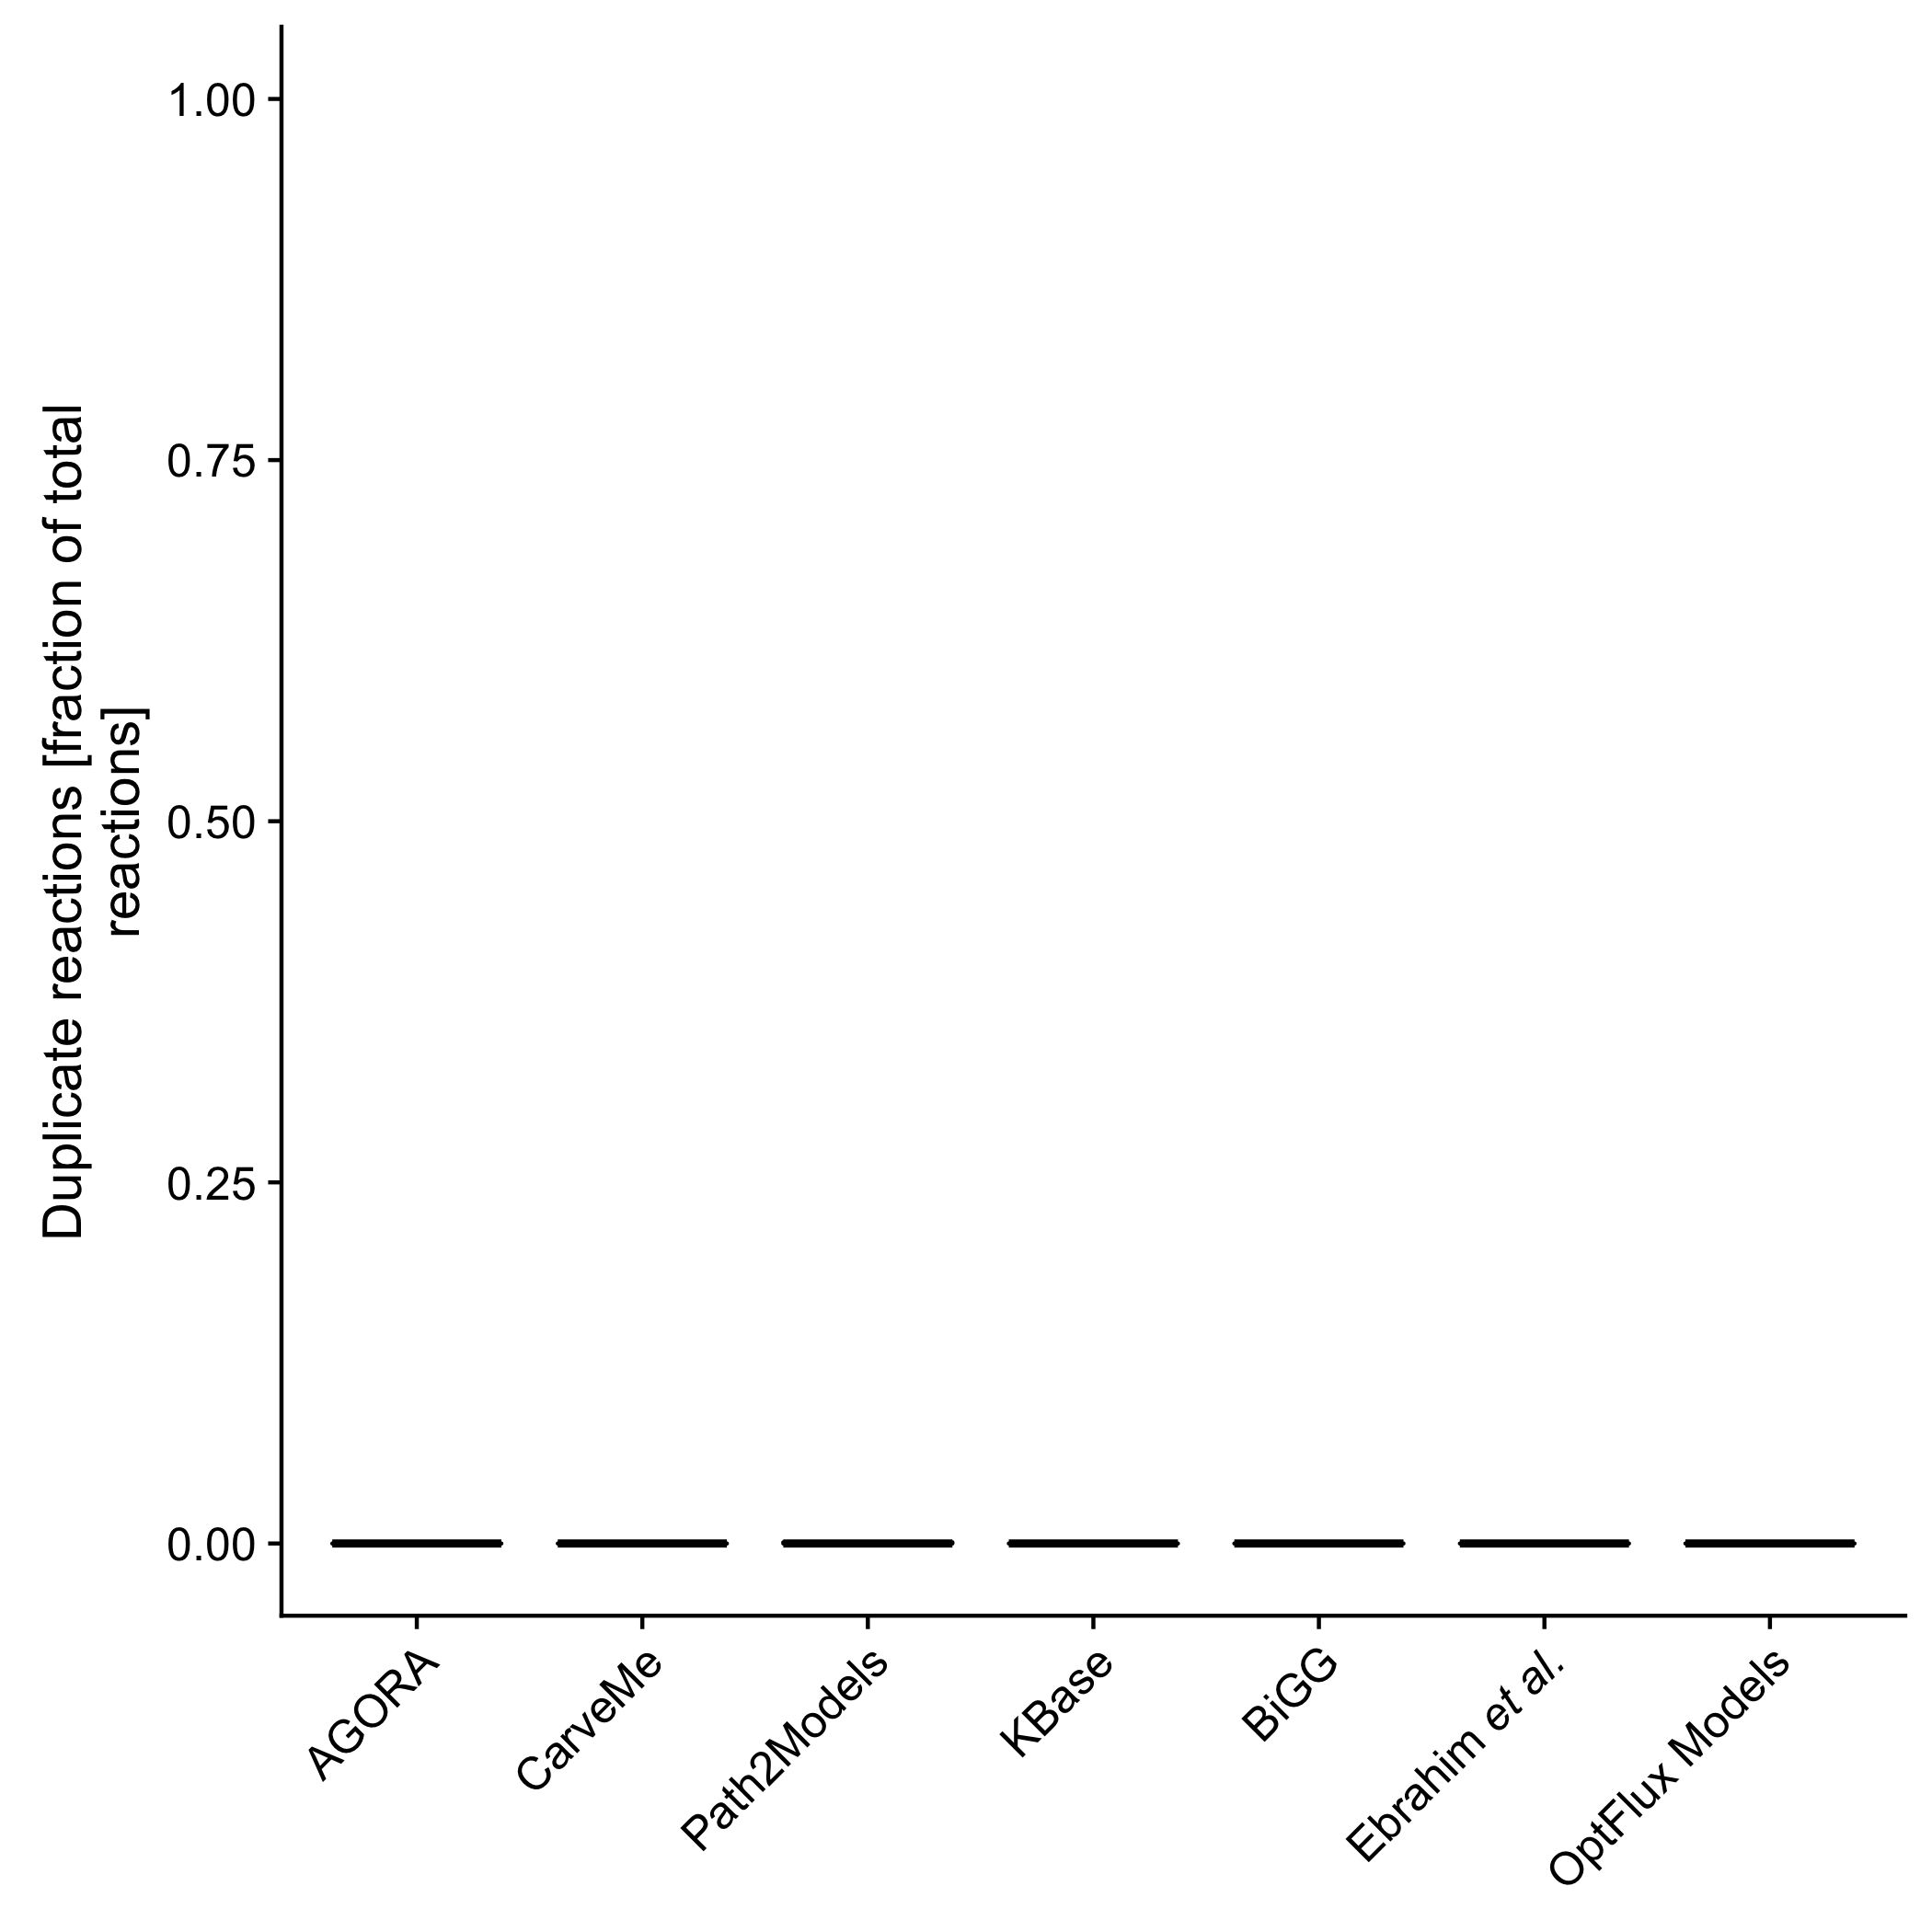 Duplicate reactions [fraction of total
reactions]
1.00
0.75
0.50
0.25
0.00
AGORA
CarveMe
Path2Models
KBase
BiGG
Ebrahim et al.
OptFlux Models